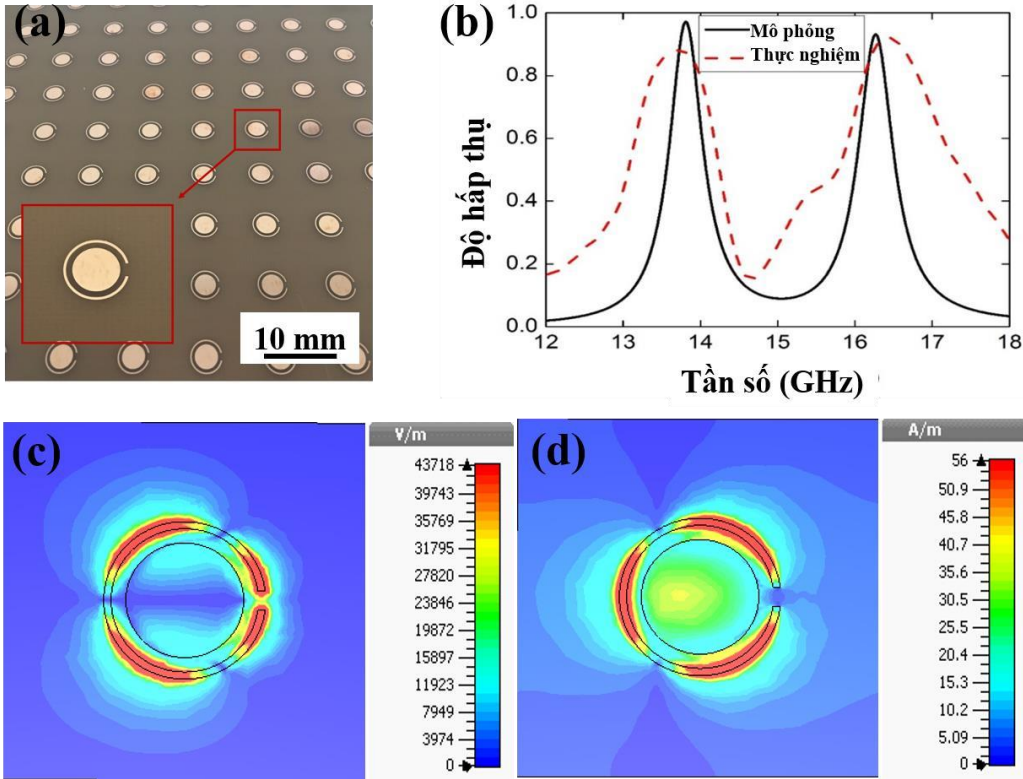 (a)
10 mm
(b)
Mô phỏng
Thực nghiệm
Độ hấp thụ
1.0
0.8
0.6
0.4
0.2
0.0
12 13 14 15 16 17 18
Tần số (GHz)
(c)
V/m
43718
39743
35769
31795
27820
23846
19872
15897
11923
7949
3974
0
(d)
A/m
56
50.9
45.8
40.7
35.6
30.5
25.5
20.4
15.3
10.2
5.09
0